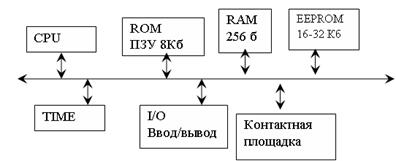 CPU
ROM
ПЗУ 8Кб
RAM
256 б
EEPROM
16-32 Кб
TIME
I/O
Ввод/вывод
Контактная
площадка